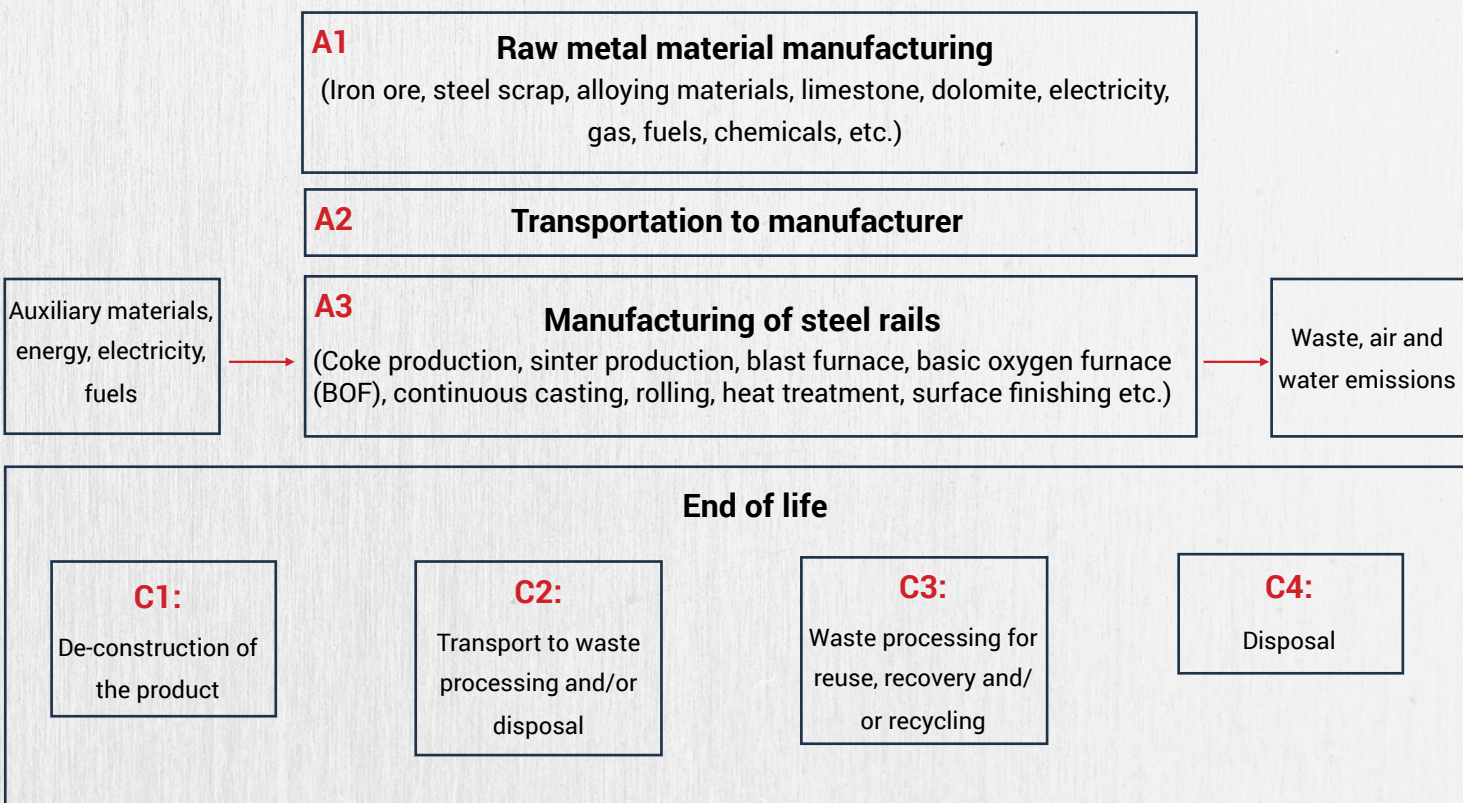 A1
Raw metal material manufacturing
(Iron ore, steel scrap, alloying materials, limestone, dolomite, electricity,
gas, fuels, chemicals, etc.)
A2
Transportation to manufacturer
Auxiliary materials,
energy, electricity,
fuels
A3
Manufacturing of steel rails
(Coke production, sinter production, blast furnace, basic oxygen furnace
(BOF), continuous casting, rolling, heat treatment, surface finishing etc.)
Waste, air and
water emissions
End of life
C1:
De-construction of
the product
C2:
Transport to waste
processing and/or
disposal
C3:
Waste processing for
reuse, recovery and/
or recycling
C4:
Disposal